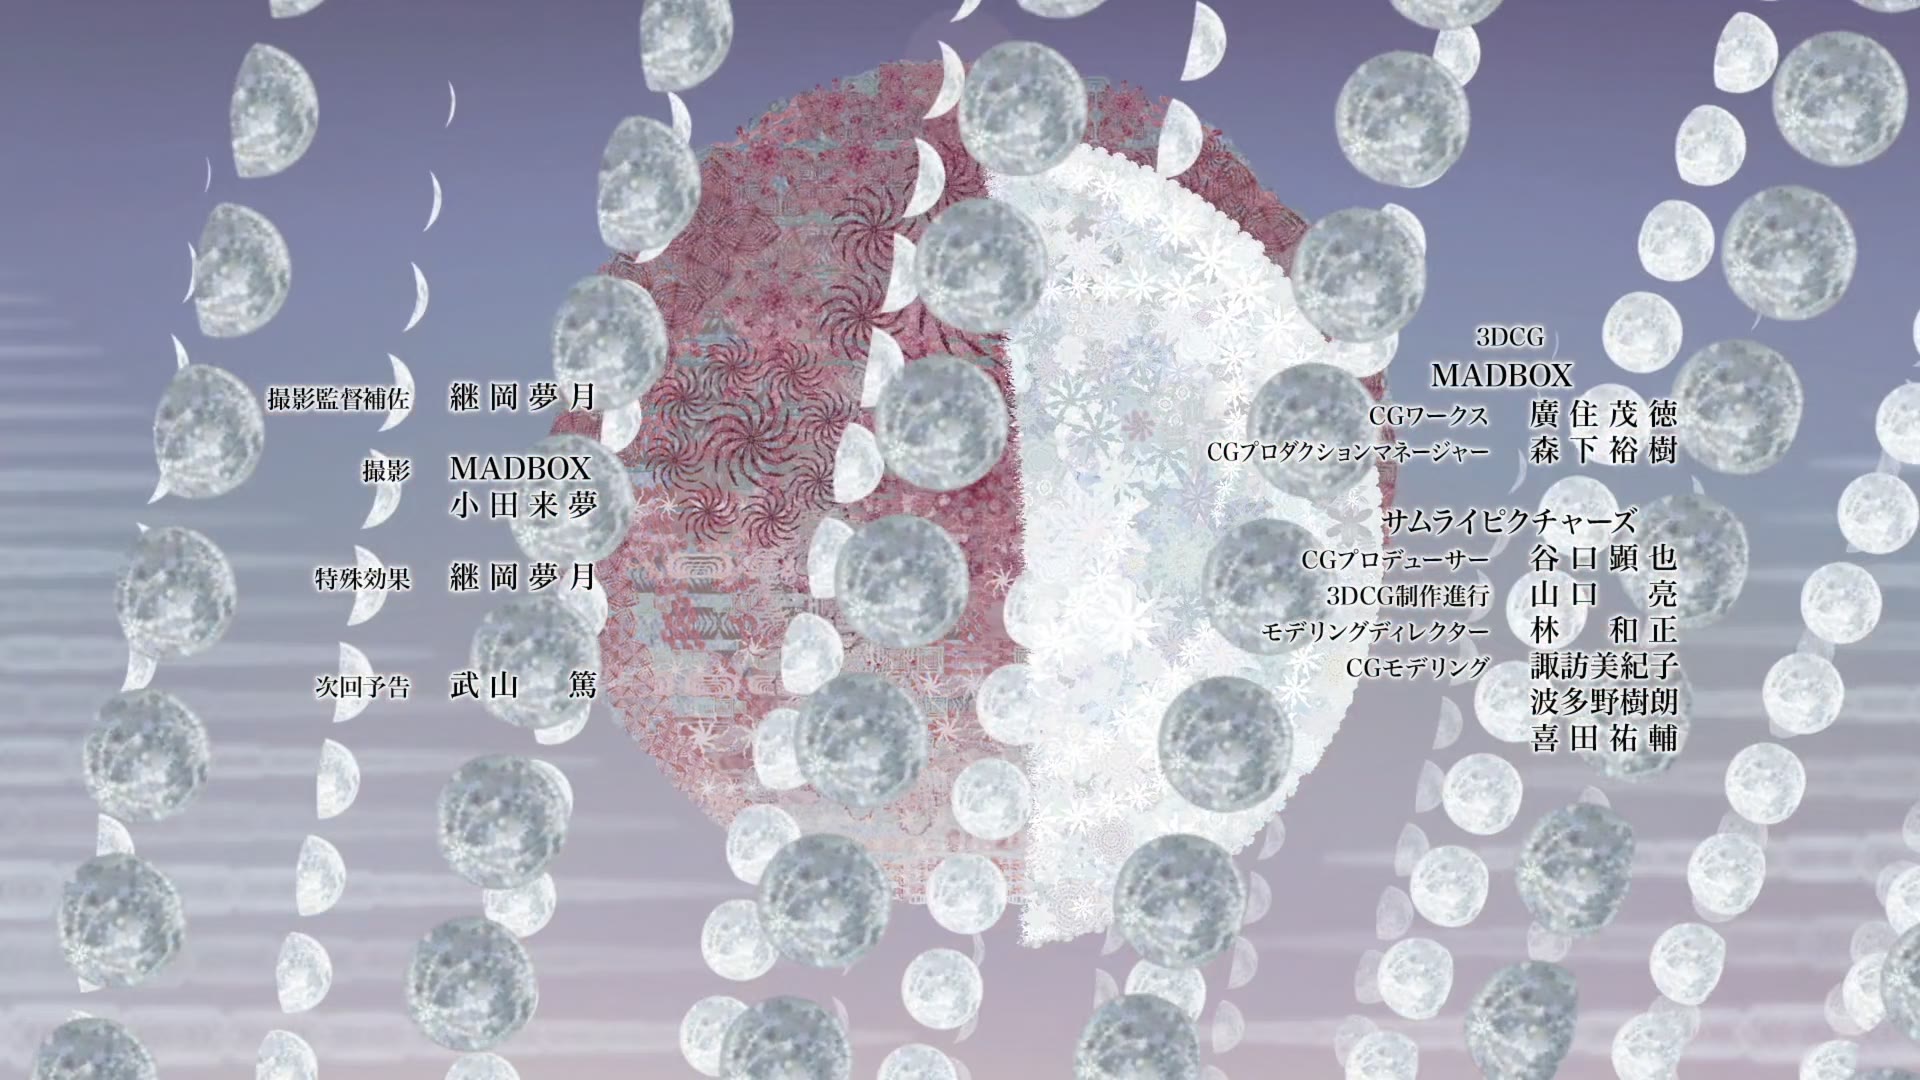 撮影監督補佐 継岡夢月
撮影 MADBOX
小田来夢
特殊効果 継岡夢月
次回予告 武山 篤
3DCG
MADBOX
CGワークス 廣住茂徳
CGプロダクションマネージャー 森下裕樹
サムライピクチャーズ
CGプロデューサー 谷口顕也
3DCG制作進行 山口 亮
モデリングディレクター 林 和正
CGモデリング 諏訪美紀子
波多野樹朗
喜田祐輔